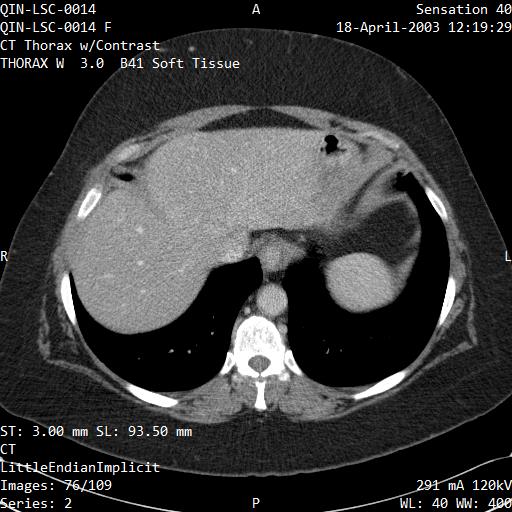 QIN-LSC-0014 A Sensation 40
QIN-LSC-0014 F 18-April-2003 12:19:29
CT Thorax w/Contrast
THORAX W 3.0 B41 Soft Tissue
R L
ST: 3.00 mm SL: 93.50 mm
CT
LittleEndianImplicit
Images: 76/109 291 mA 120kV
Series: 2 P WL: 40 WW: 400